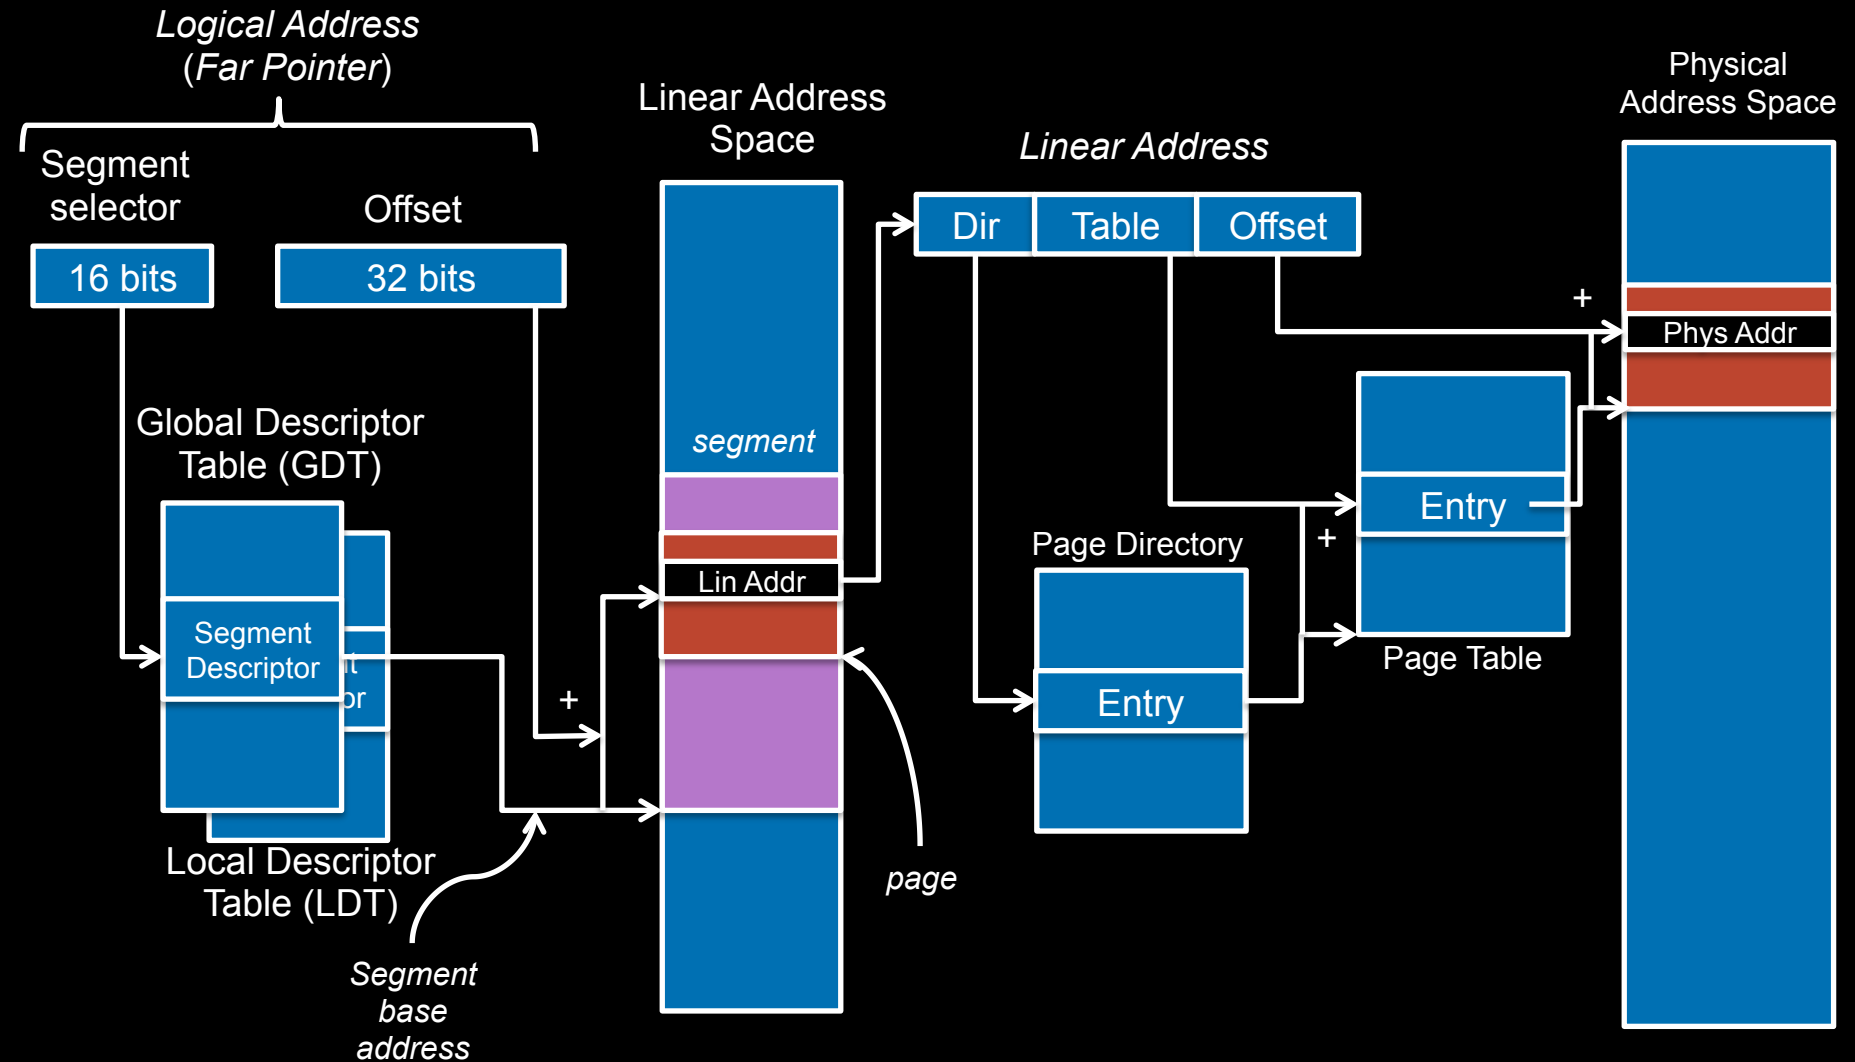 Logical Address
(Far Pointer)
Segment
selector
Offset
16 bits
32 bits
Global Descriptor
Table (GDT)
Segment
Descriptor
it
or
Local Descriptor
Table (LDT)
Segment
base
address
+
Linear Address
Space
segment
Lin Addr
page
Linear Address
Dir
Table
Offset
Page Directory
Entry
+
Entry
Page Table
Physical
Address Space
+
Phys Addr